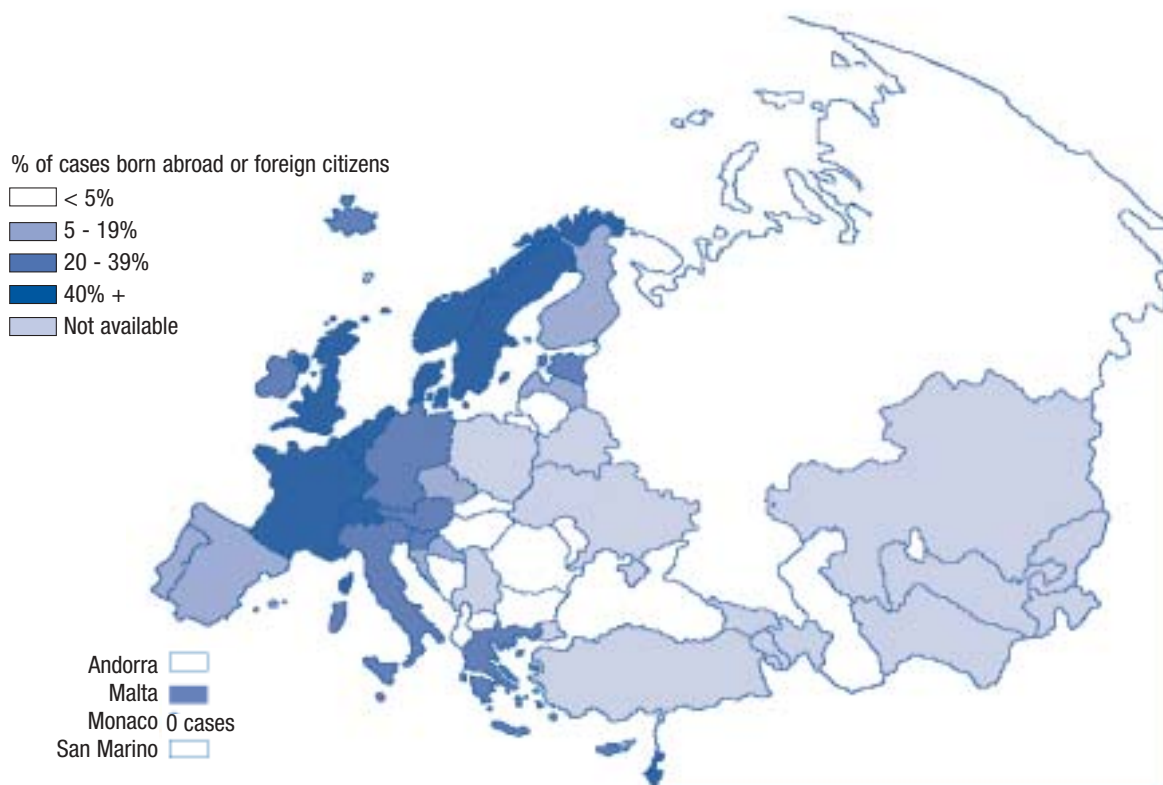 % of cases born abroad or foreign citizens
< 5%
5 - 19%
20 - 39%
40% +
Not available
Andorra
Malta
Monaco 0 cases
San Marino